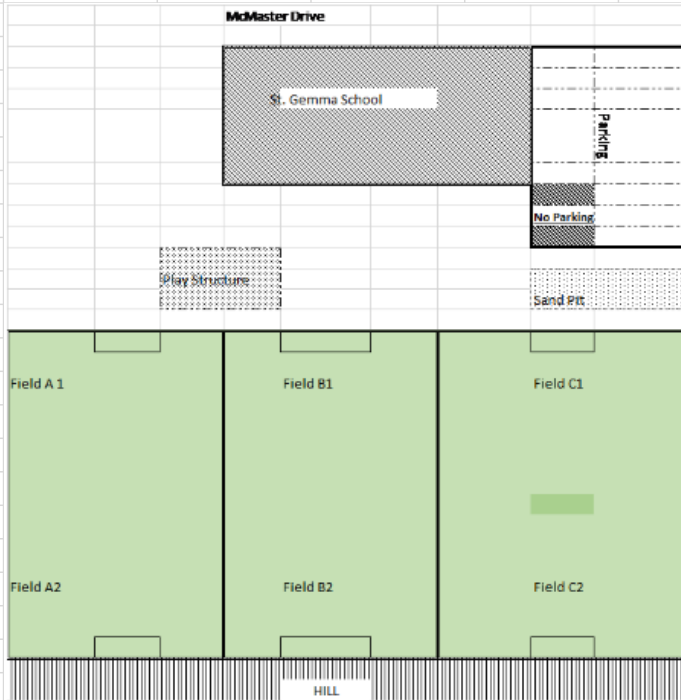 McMaster Drive
St. Gemma School
Parking
No Parking
Play Structure
Sand Pit
Field A 1
Field B1
Field C1
Field A2
Field B2
Field C2
HILL